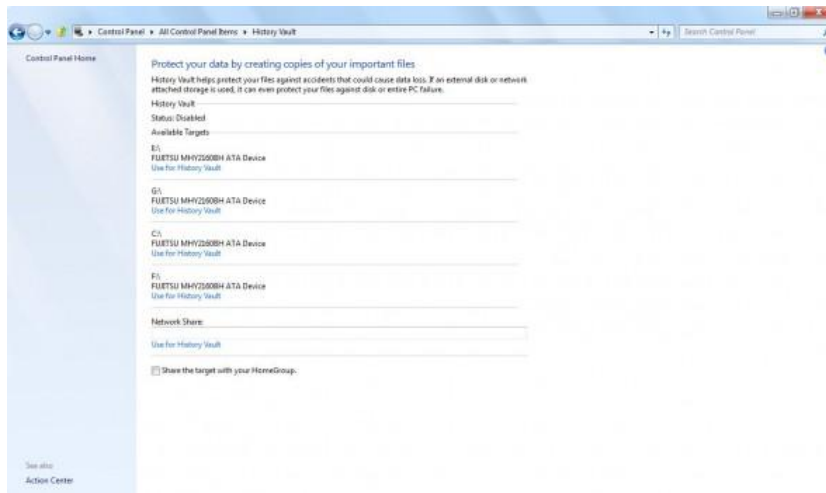 Control Panel ▸ All Control Panel Items ▸ History Vault
Search Control Panel
Control Panel Home
Protect your data by creating copies of your important files
History Vault helps protect your files against accidents that could cause data loss. If an external disk or network
attached storage is used, it can even protect your files against disk or entire PC failure.
History Vault
Status: Disabled
Available Targets
E:\
FUJITSU MHY2160BH ATA Device
Use for History Vault
G:\
FUJITSU MHY2160BH ATA Device
Use for History Vault
C:\
FUJITSU MHY2160BH ATA Device
Use for History Vault
F:\
FUJITSU MHY2160BH ATA Device
Use for History Vault
Network Share:
Use for History Vault
Share the target with your HomeGroup.
See also
Action Center